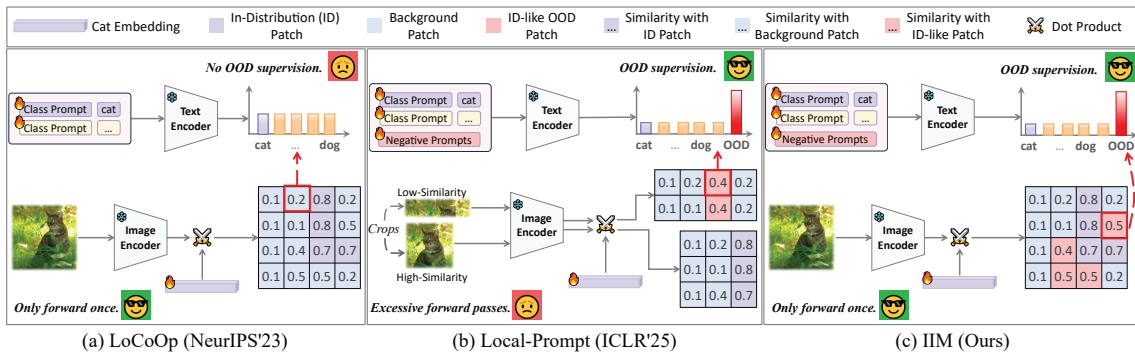 Cat Embedding
In-Distribution (ID)
Patch
Background
Patch
ID-like OOD
Patch
...
Similarity with
ID Patch
...
Similarity with
Background Patch
...
Similarity with
ID-like Patch
Dot Product
No OOD supervision.
Class Prompt cat
Class Prompt ...
Text
Encoder
cat ... dog
Image
Encoder
0.1 0.2 0.8 0.2
0.1 0.1 0.8 0.5
0.1 0.4 0.7 0.7
0.1 0.5 0.5 0.2
Only forward once.
(a) LoCoOp (NeurIPS'23)
OOD supervision.
Class Prompt cat
Class Prompt ...
Negative Prompts
Text
Encoder
cat ... dog OOD
Low-Similarity
Crops
High-Similarity
Image
Encoder
0.1 0.2 0.4 0.2
0.1 0.2 0.4 0.2
0.1 0.2 0.8
0.1 0.1 0.8
0.1 0.4 0.7
Excessive forward passes.
(b) Local-Prompt (ICLR'25)
OOD supervision.
Class Prompt cat
Class Prompt ...
Negative Prompts
Text
Encoder
cat ... dog OOD
Image
Encoder
0.1 0.2 0.8 0.2
0.1 0.1 0.8 0.5
0.1 0.4 0.7 0.7
0.1 0.5 0.5 0.2
Only forward once.
(c) IIM (Ours)